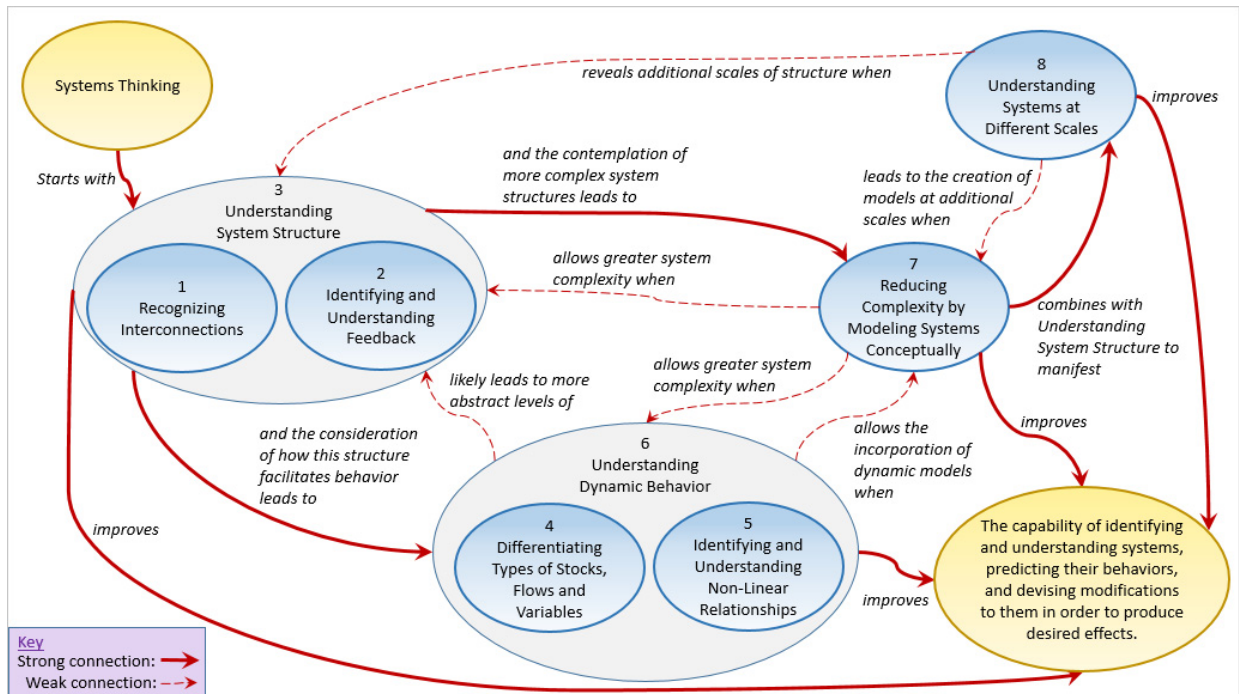 Systems Thinking
Starts with
3
Understanding
System Structure
1
Recognizing
Interconnections
2
Identifying and
Understanding
Feedback
reveals additional scales of structure when
8
Understanding
Systems at
Different Scales
improves
and the contemplation of
more complex system
structures leads to
leads to the creation of
models at additional
scales when
allows greater system
complexity when
7
Reducing
Complexity by
Modeling Systems
Conceptually
combines with
Understanding
System Structure to
manifest
likely leads to more
abstract levels of
allows greater system
complexity when
and the consideration
of how this structure
facilitates behavior
leads to
allows the
incorporation of
dynamic models
when
improves
improves
6
Understanding
Dynamic Behavior
4
Differentiating
Types of Stocks,
Flows and
Variables
5
Identifying and
Understanding
Non-Linear
Relationships
improves
The capability of identifying
and understanding systems,
predicting their behaviors,
and devising modifications
to them in order to produce
desired effects.
Key
Strong connection:
Weak connection: